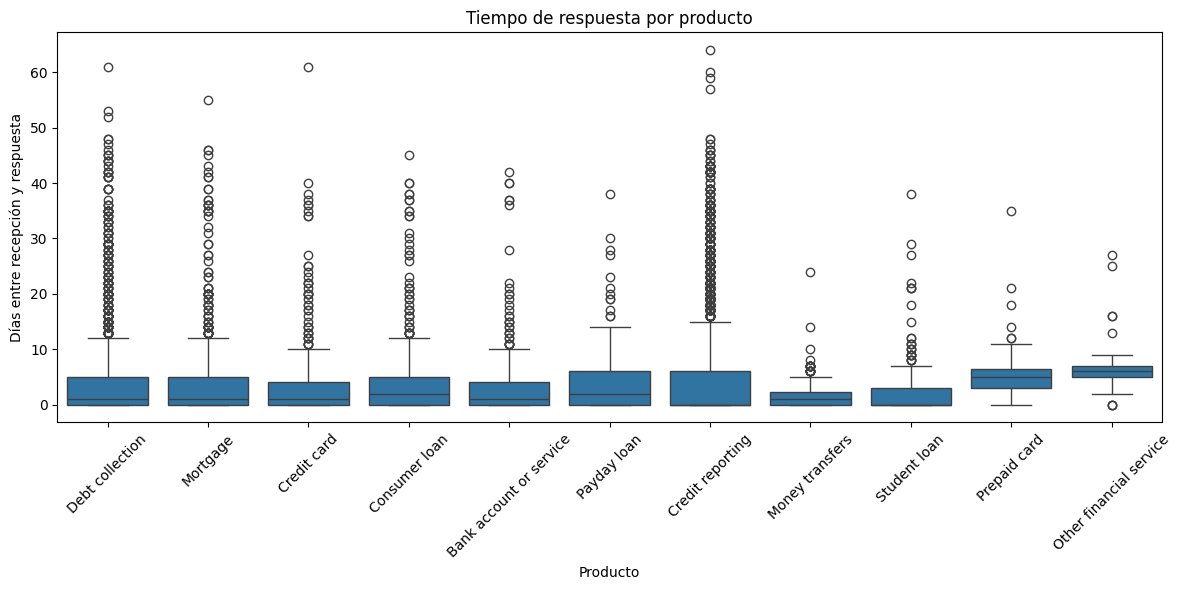 Tiempo de respuesta por producto
Días entre recepción y respuesta
60
50
40
30
20
10
0
Debt collection
Mortgage
Credit card
Consumer loan
Bank account or service
Payday loan
Credit reporting
Money transfers
Student loan
Prepaid card
Other financial service
Producto